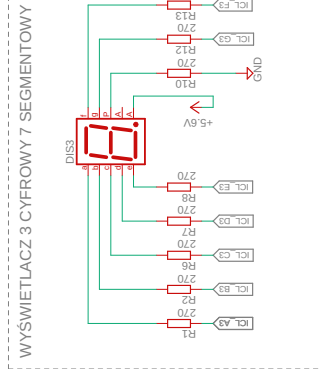 WYŚWIETLACZ 3 CYFROWY 7 SEGMENTOWY
DIS3
f
g
P
A
A
a
b
c
d
e
R13
270
ICL_F3
R12
270
ICL_G3
R10
270
GND
+5.6V
R8
270
ICL_E3
R7
270
ICL_D3
R6
270
ICL_C3
R2
270
ICL_B3
R1
270
ICL_A3